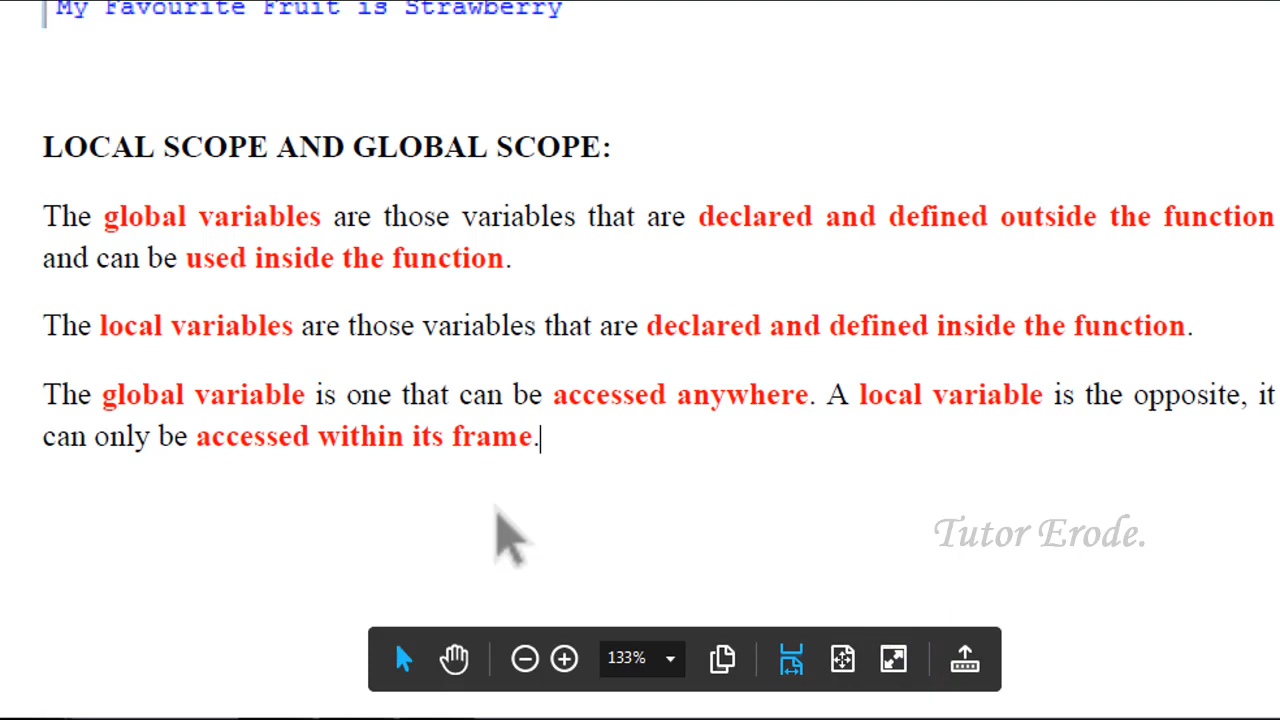 My Favourite Fruit is Strawberry
LOCAL SCOPE AND GLOBAL SCOPE:
The global variables are those variables that are declared and defined outside the function
and can be used inside the function.
The local variables are those variables that are declared and defined inside the function.
The global variable is one that can be accessed anywhere. A local variable is the opposite, it
can only be accessed within its frame.
Tutor Erode.
133%